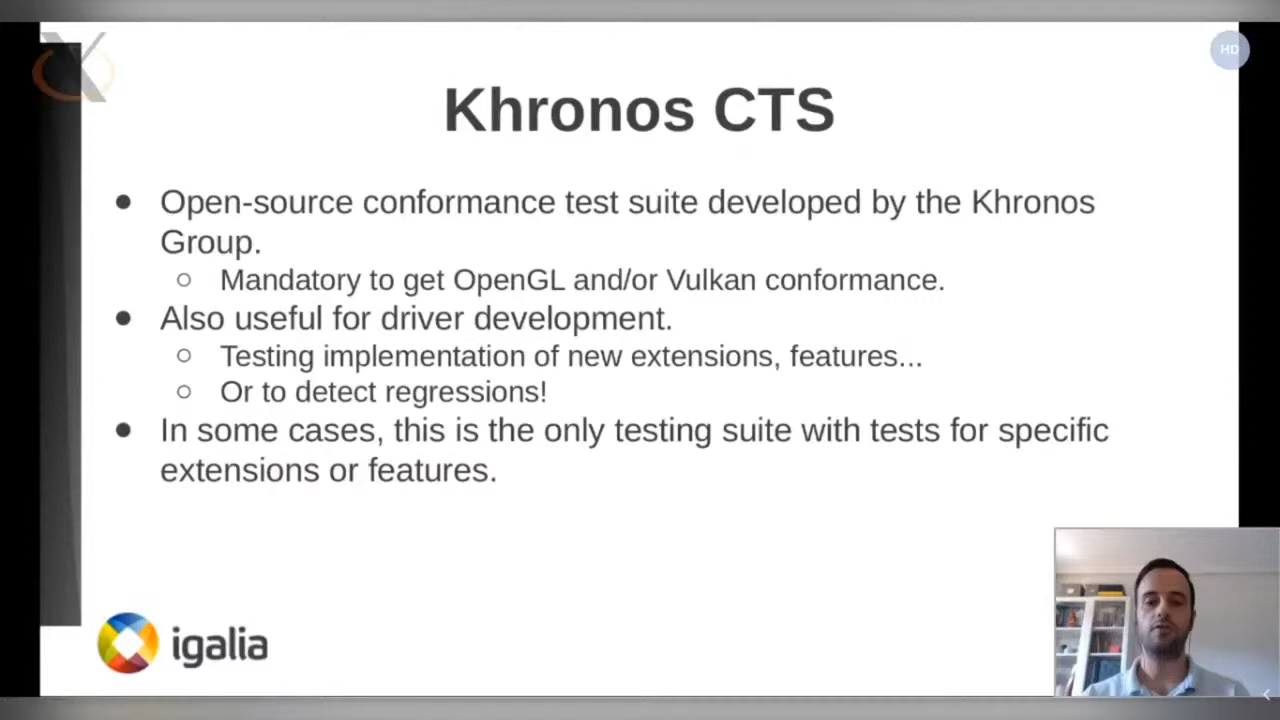 HD
Khronos CTS
● Open-source conformance test suite developed by the Khronos
Group.
○ Mandatory to get OpenGL and/or Vulkan conformance.
● Also useful for driver development.
○ Testing implementation of new extensions, features...
○ Or to detect regressions!
● In some cases, this is the only testing suite with tests for specific
extensions or features.
igalia